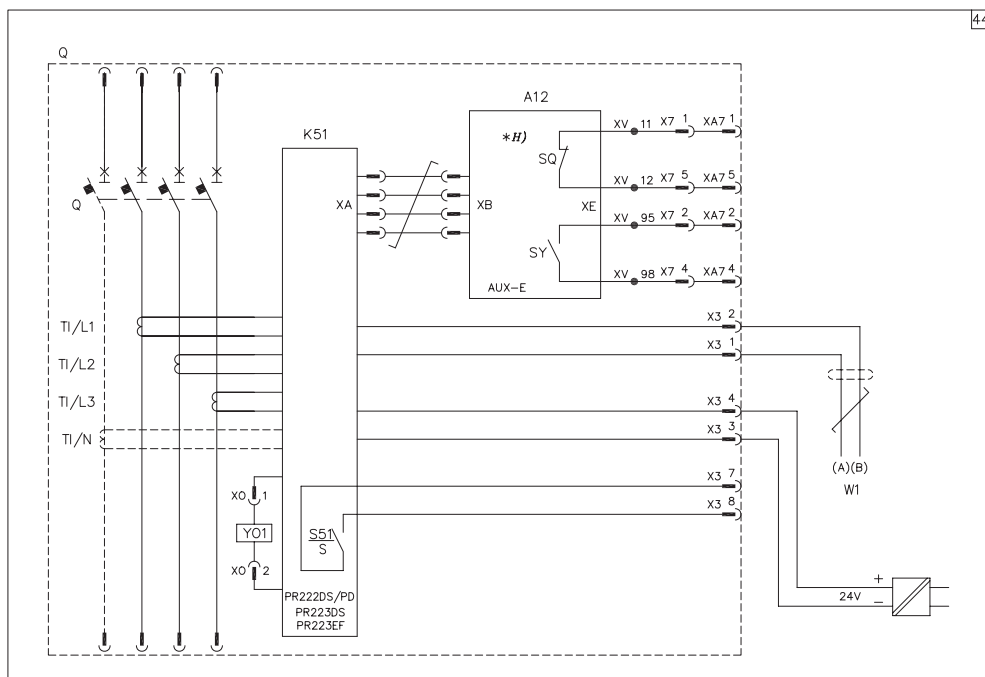 44
Q
A12
K51
*H)
SQ
XV 11 X7 1 XA7 1
XV 12 X7 5 XA7 5
XA
XB
XE
Q
XV 95 X7 2 XA7 2
SY
XV 98 X7 4 XA7 4
AUX-E
TI/L1
X3 2
X3 1
TI/L2
TI/L3
X3 4
TI/N
X3 3
(A)(B)
W1
X3 7
X0 1
X3 8
YO1
S51
S
X0 2
PR222DS/PD
PR223DS
PR223EF
+
24V
−